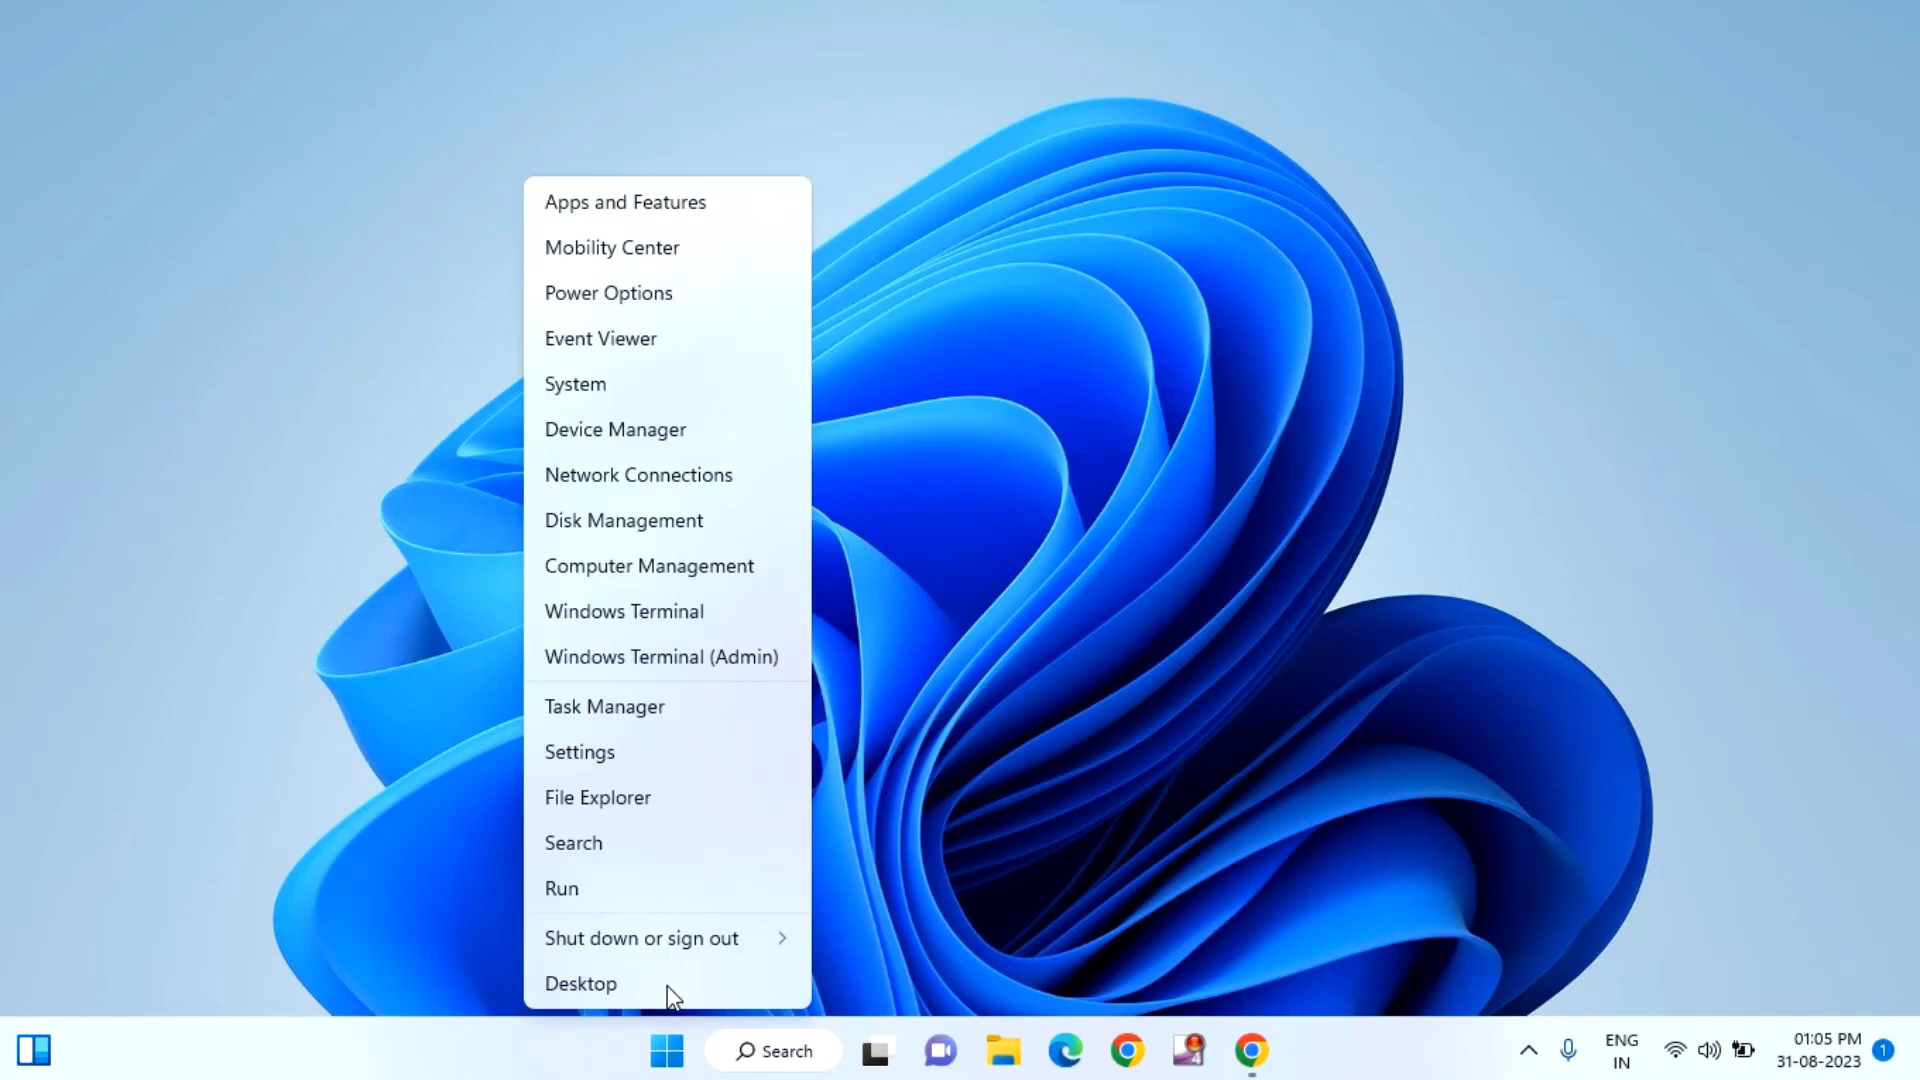 Apps and Features
Mobility Center
Power Options
Event Viewer
System
Device Manager
Network Connections
Disk Management
Computer Management
Windows Terminal
Windows Terminal (Admin)
Task Manager
Settings
File Explorer
Search
Run
Shut down or sign out
Desktop
Search
4
ENG
IN
01:05 PM
31-08-2023
1